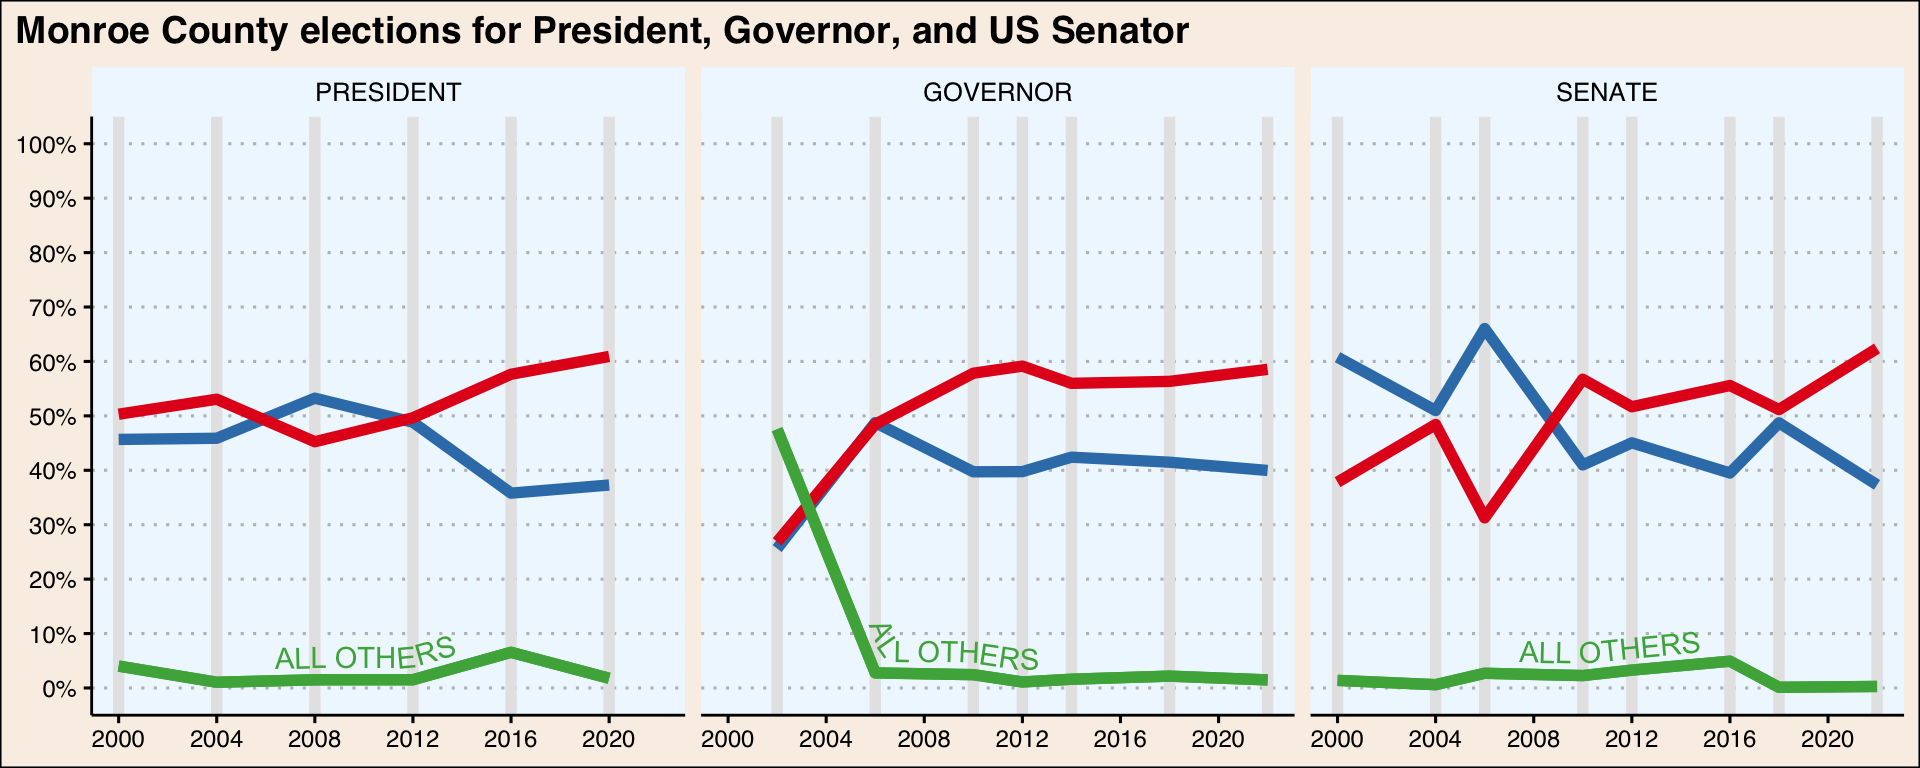 Monroe County elections for President, Governor, and US Senator
PRESIDENT
GOVERNOR
SENATE
100%
90%
80%
70%
60%
50%
40%
30%
20%
10%
0%
ALL OTHERS
ALL OTHERS
ALL OTHERS
2000 2004 2008 2012 2016 2020
2000 2004 2008 2012 2016 2020
2000 2004 2008 2012 2016 2020